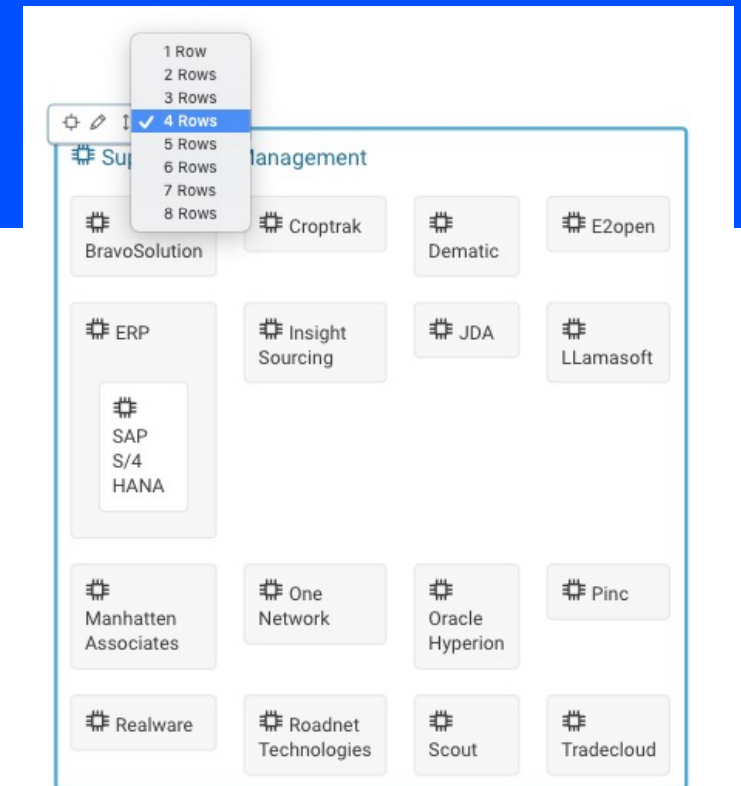 1 Row
2 Rows
3 Rows
✓ 4 Rows
5 Rows
6 Rows
7 Rows
8 Rows
BravoSolution
Croptrak
Dematic
E2open
ERP
SAP
S/4
HANA
Insight
Sourcing
JDA
LLamasoft
Manhatten
Associates
One
Network
Oracle
Hyperion
Pinc
Realware
Roadnet
Technologies
Scout
Tradecloud